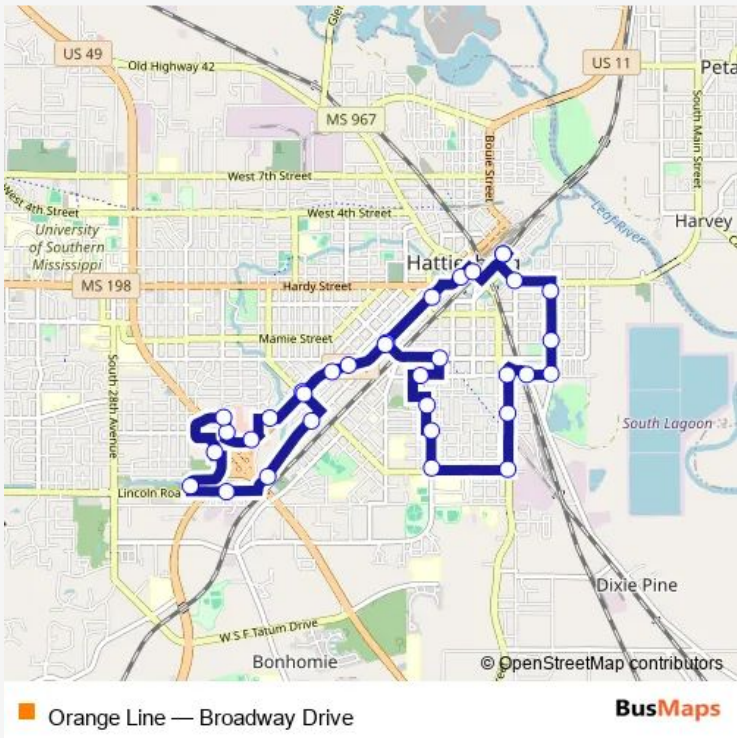 US 49
Old Highway 42
US 11
Peta
MS 967
South Main Street
Bouie Street
West 7th Street
West 4th Street
West 4th Street
University
of Southern
Mississippi
Leaf River
Harvey
MS 198
Hardy Street
Mamie Street
South 28th Avenue
South Lagoon
Lincoln Roa
Dixie Pine
W S F Tatum Drive
Bonhomie
© OpenStreetMap contributors
Orange Line — Broadway Drive
BusMaps